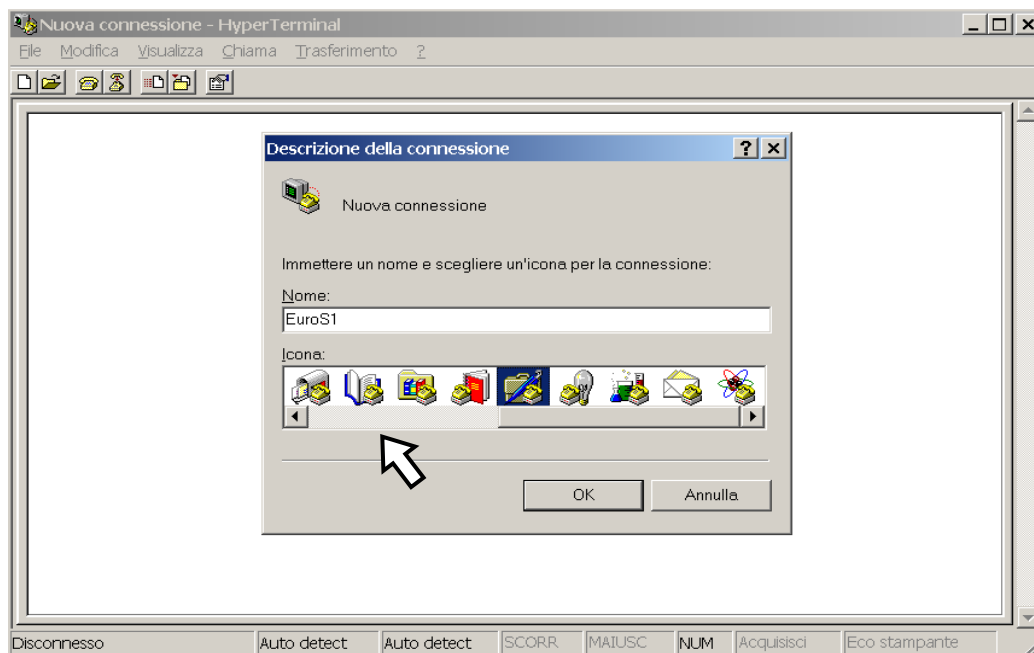 Nuova connessione - HyperTerminal
File Modifica Visualizza Chiama Trasferimento ?
Descrizione della connessione
Nuova connessione
Immettere un nome e scegliere un'icona per la connessione:
Nome:
EuroS1
Icona:
OK Annulla
Disconnesso Auto detect Auto detect SCORR MAIUSC NUM Acquisisci Eco stampante